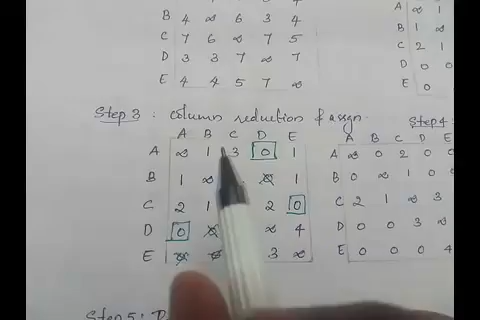 A ∞ 1
B 4 ∞ 6 3 4
B 1 ∞
C 7 6 ∞ 7 5
C 2 1
D 3 3 7 ∞ 7
D 0 0
E 4 4 5 7 ∞
E 0
Step 3 : Column reduction & assign
Step 4:
A B C D E
A ∞ 1 3 0 1
B 1 ∞ 0 1
C 2 1 2 0
D 0 0 ∞ 4
E 0 0 3 ∞
A B C D
A ∞ 0 2 0 0
B 0 ∞ 1 0
C 2 1 ∞ 3
D 0 0 3 ∞
E 0 0 0 4
Step 5: